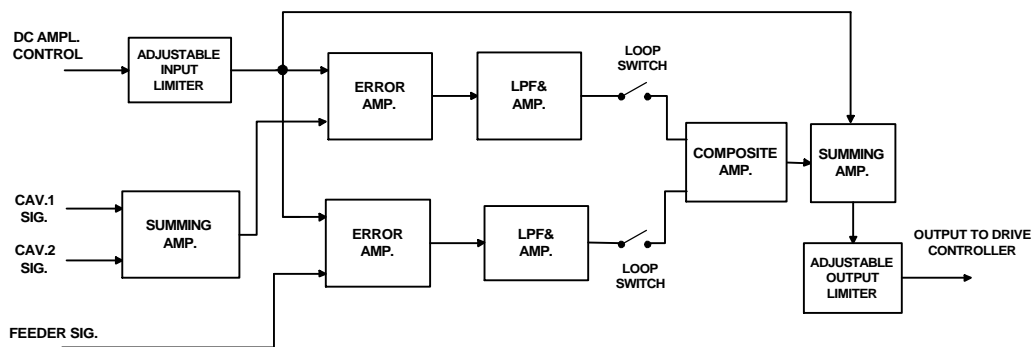 DC AMPL.
CONTROL
ADJUSTABLE
INPUT
LIMITER
ERROR
AMP.
LPF&
AMP.
LOOP
SWITCH
COMPOSITE
AMP.
SUMMING
AMP.
CAV.1
SIG.
CAV.2
SIG.
SUMMING
AMP.
ERROR
AMP.
LPF&
AMP.
LOOP
SWITCH
ADJUSTABLE
OUTPUT
LIMITER
OUTPUT TO DRIVE
CONTROLLER
FEEDER SIG.